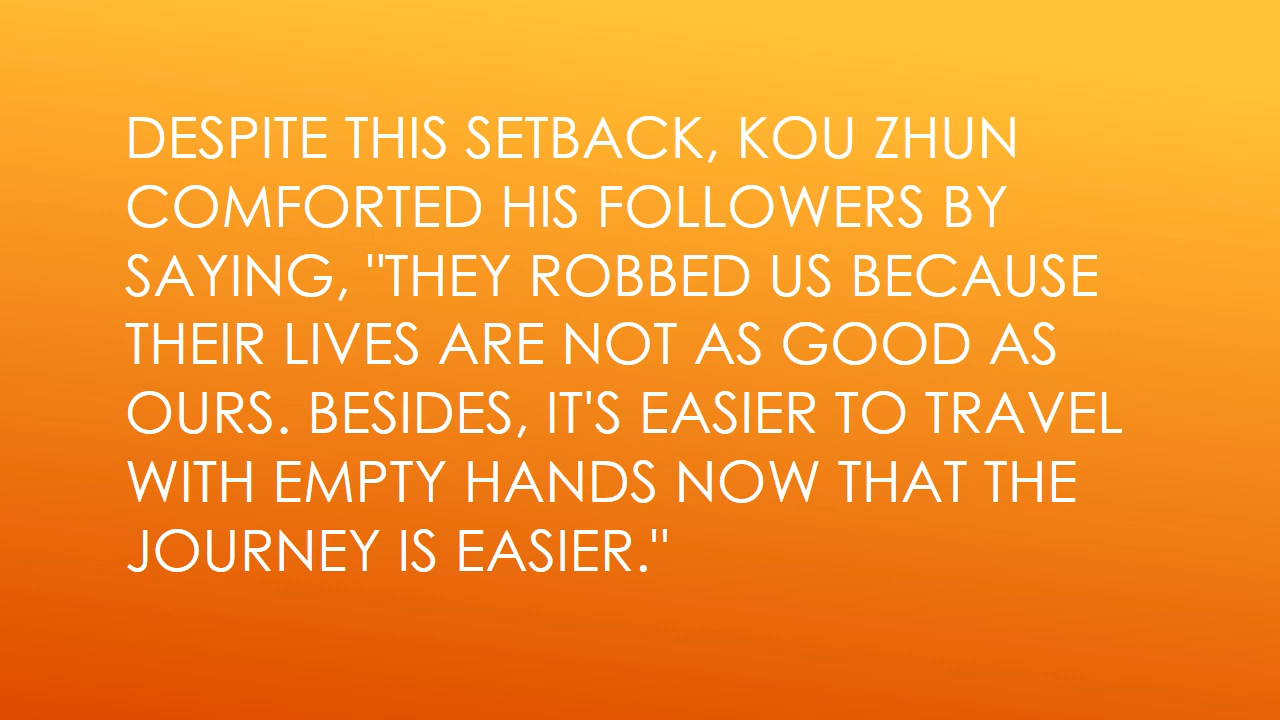 DESPITE THIS SETBACK, KOU ZHUN
COMFORTED HIS FOLLOWERS BY
SAYING, "THEY ROBBED US BECAUSE
THEIR LIVES ARE NOT AS GOOD AS
OURS. BESIDES, IT'S EASIER TO TRAVEL
WITH EMPTY HANDS NOW THAT THE
JOURNEY IS EASIER."